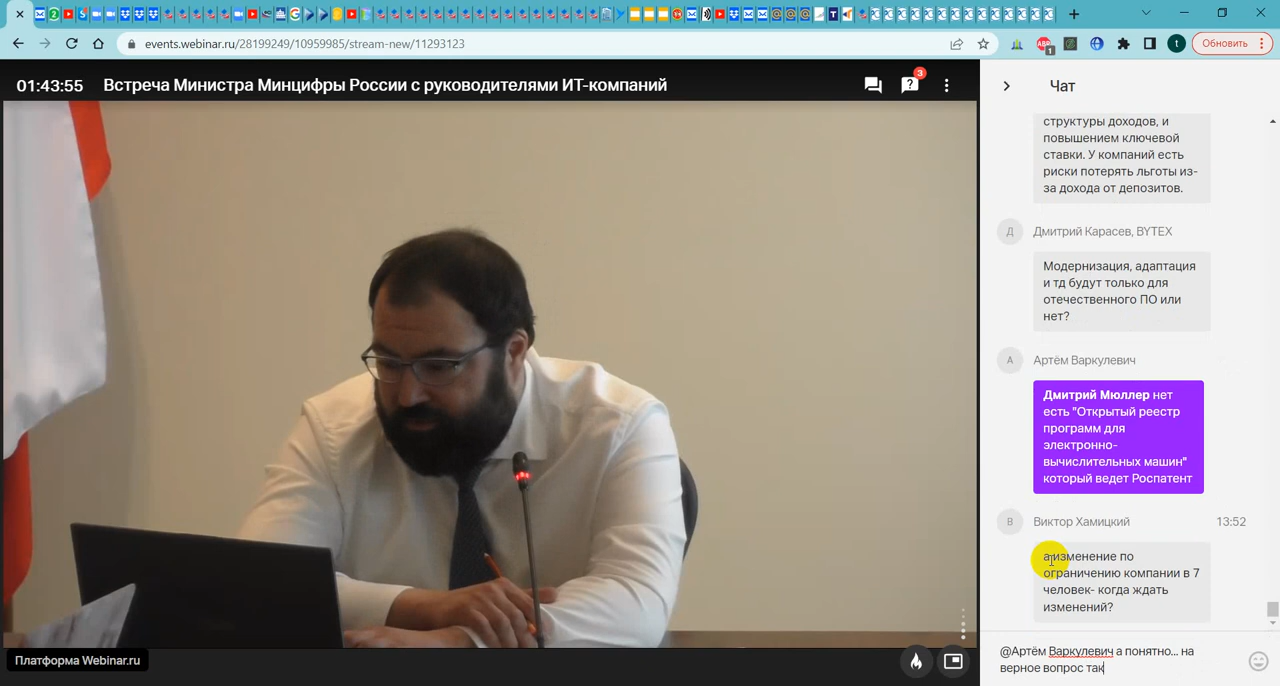 events.webinar.ru/28199249/10959985/stream-new/11293123
ABP
1
t
Обновить
01:43:55
Встреча Министра Минцифры России с руководителями ИТ-компаний
3
Чат
структуры доходов, и
повышением ключевой
ставки. У компаний есть
риски потерять льготы из-
за дохода от депозитов.
Д
Дмитрий Карасев, BYTEX
Модернизация, адаптация
и тд будут только для
отечественного ПО или
нет?
А
Артём Варкулевич
Дмитрий Мюллер нет
есть "Открытый реестр
программ для
электронно-
вычислительных машин"
который ведет Роспатент
В
Виктор Хамицкий
13:52
а изменение по
ограничению компании в 7
человек- когда ждать
изменений?
Платформа Webinar.ru
@Артём Варкулевич а понятно... на
верное вопрос так